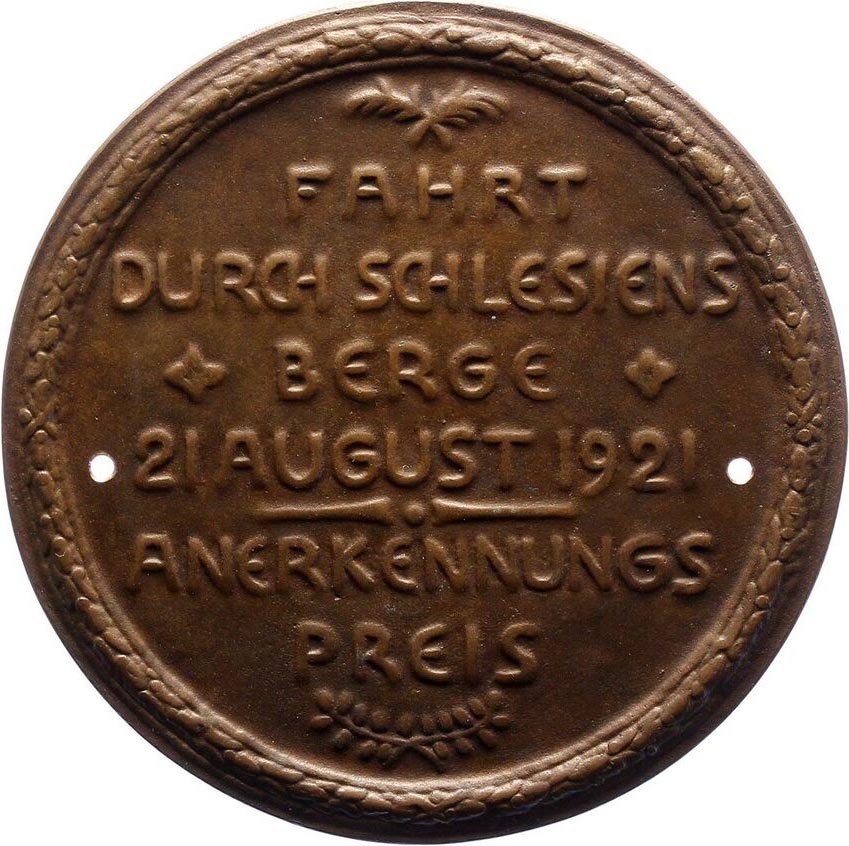 FAHRT
DURCH SCHLESIENS
BERGE
21 AUGUST 1921
ANERKENNUNGS
PREIS